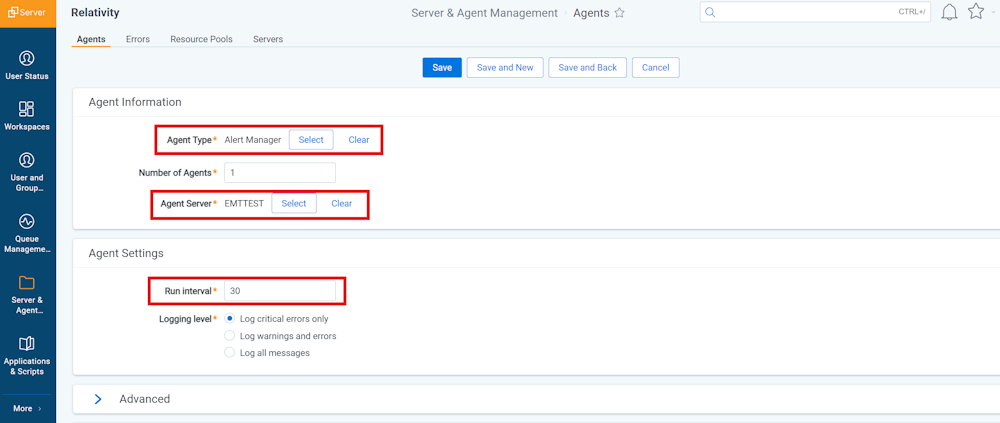 Server
Relativity
Server & Agent Management · Agents
CTRL+/
Agents Errors Resource Pools Servers
Save Save and New Save and Back Cancel
User Status
Workspaces
User and
Group...
Queue
Manageme...
Server &
Agent...
Applications
& Scripts
More
Agent Information
Agent Type* Alert Manager Select Clear
Number of Agents* 1
Agent Server* EMTTEST Select Clear
Agent Settings
Run interval* 30
Logging level* Log critical errors only
Log warnings and errors
Log all messages
Advanced